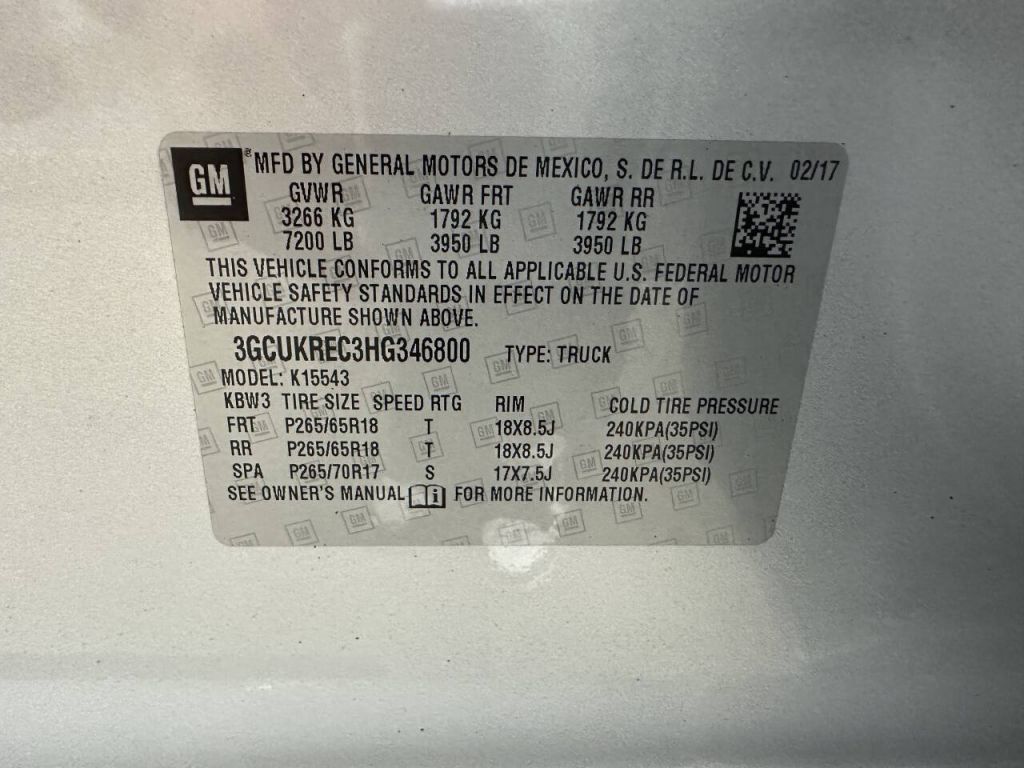 GM ® MFD BY GENERAL MOTORS DE MEXICO, S. DE R.L. DE C.V. 02/17
GVWR GAWR FRT GAWR RR
3266 KG 1792 KG 1792 KG
7200 LB 3950 LB 3950 LB
THIS VEHICLE CONFORMS TO ALL APPLICABLE U.S. FEDERAL MOTOR
VEHICLE SAFETY STANDARDS IN EFFECT ON THE DATE OF
MANUFACTURE SHOWN ABOVE.
3GCUKREC3HG346800 TYPE: TRUCK
MODEL: K15543
KBW3 TIRE SIZE SPEED RTG RIM COLD TIRE PRESSURE
FRT P265/65R18 T 18X8.5J 240KPA(35PSI)
RR P265/65R18 T 18X8.5J 240KPA(35PSI)
SPA P265/70R17 S 17X7.5J 240KPA(35PSI)
SEE OWNER'S MANUAL i FOR MORE INFORMATION.